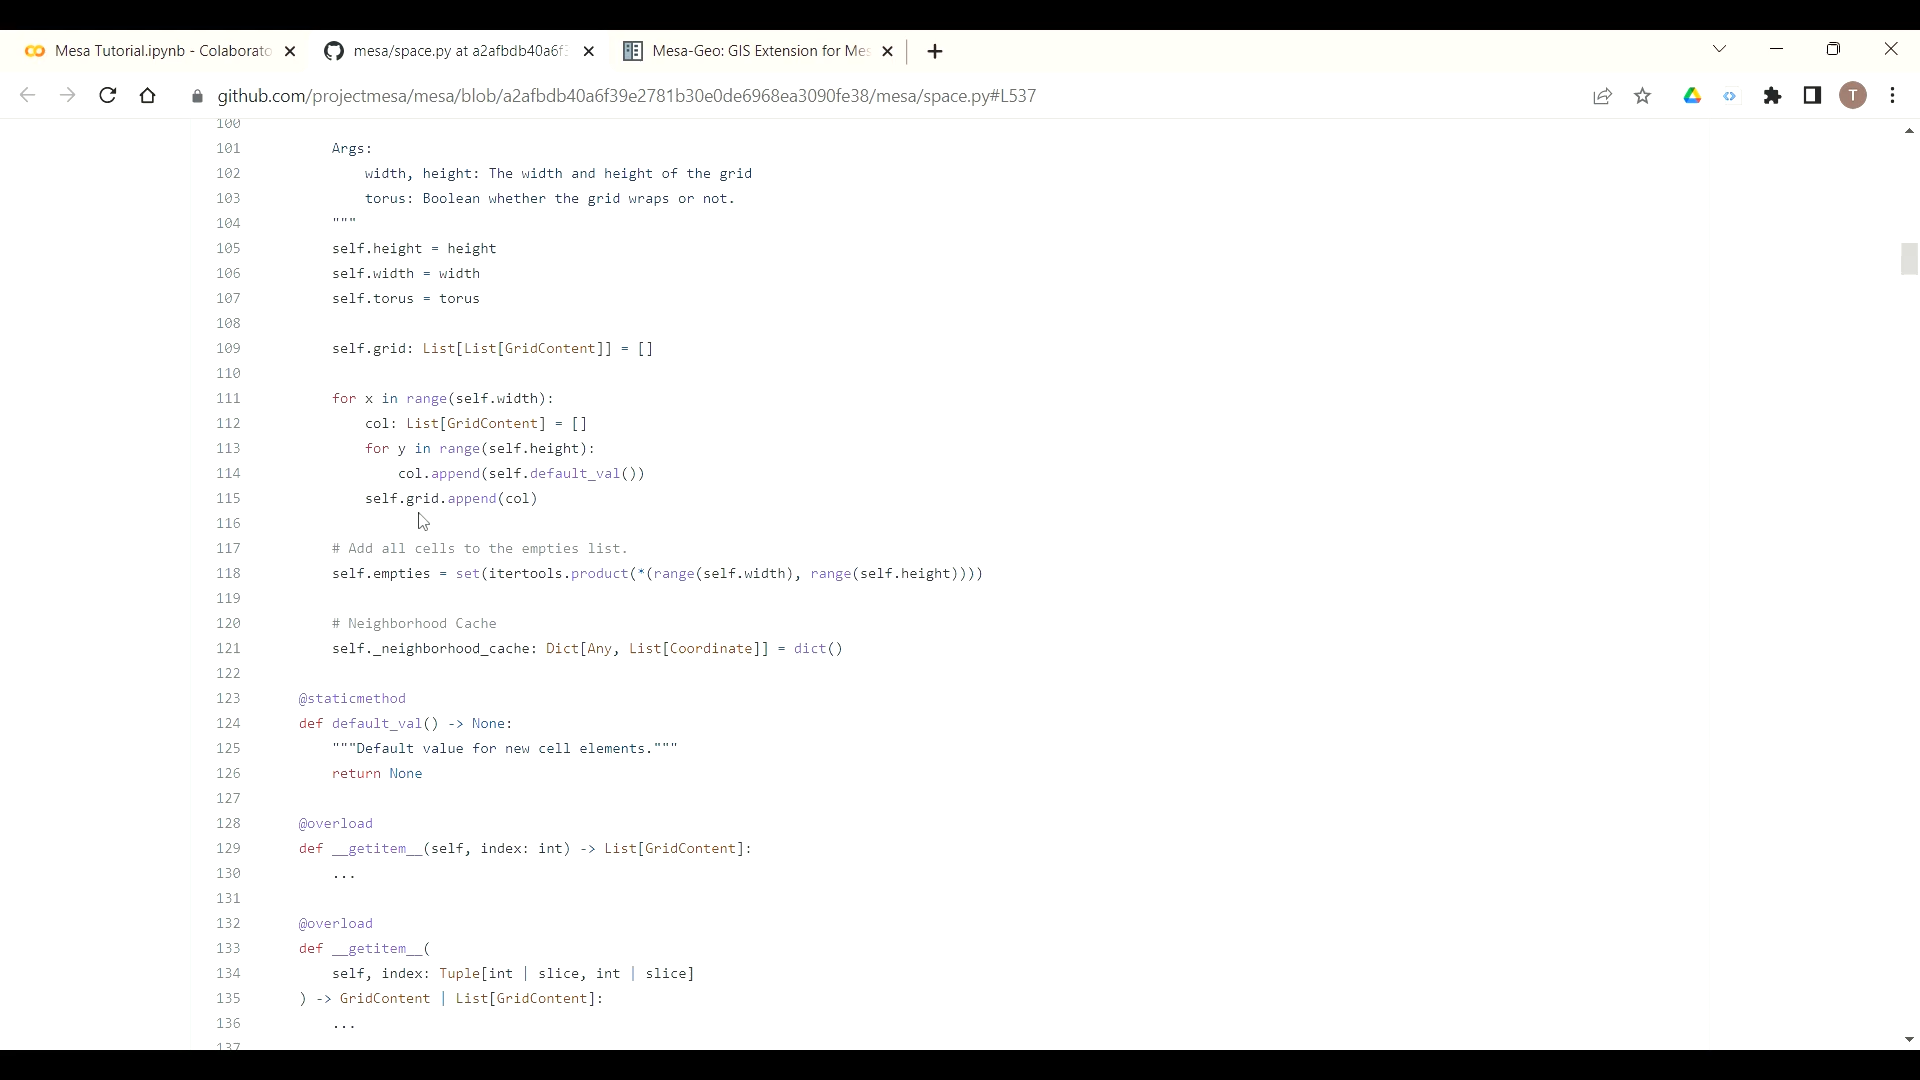 Mesa Tutorial.ipynb - Colaborato
mesa/space.py at a2afbdb40a6f3
Mesa-Geo: GIS Extension for Mes
github.com/projectmesa/mesa/blob/a2afbdb40a6f39e2781b30e0de6968ea3090fe38/mesa/space.py#L537
T
100
101 Args:
102 width, height: The width and height of the grid
103 torus: Boolean whether the grid wraps or not.
104 """
105 self.height = height
106 self.width = width
107 self.torus = torus
108
109 self.grid: List[List[GridContent]] = []
110
111 for x in range(self.width):
112 col: List[GridContent] = []
113 for y in range(self.height):
114 col.append(self.default_val())
115 self.grid.append(col)
116
117 # Add all cells to the empties list.
118 self.empties = set(itertools.product(*(range(self.width), range(self.height))))
119
120 # Neighborhood Cache
121 self._neighborhood_cache: Dict[Any, List[Coordinate]] = dict()
122
123 @staticmethod
124 def default_val() -> None:
125 """Default value for new cell elements."""
126 return None
127
128 @overload
129 def __getitem__(self, index: int) -> List[GridContent]:
130 ...
131
132 @overload
133 def __getitem__(
134 self, index: Tuple[int | slice, int | slice]
135 ) -> GridContent | List[GridContent]:
136 ...
137